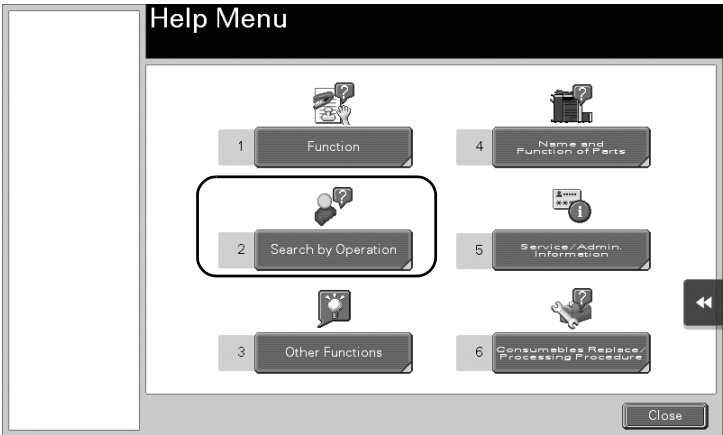 Help Menu
1 Function
4 Name and
Function of Parts
2 Search by Operation
5 Service/Admin.
Information
3 Other Functions
6 Consumables Replace/
Processing Procedure
Close